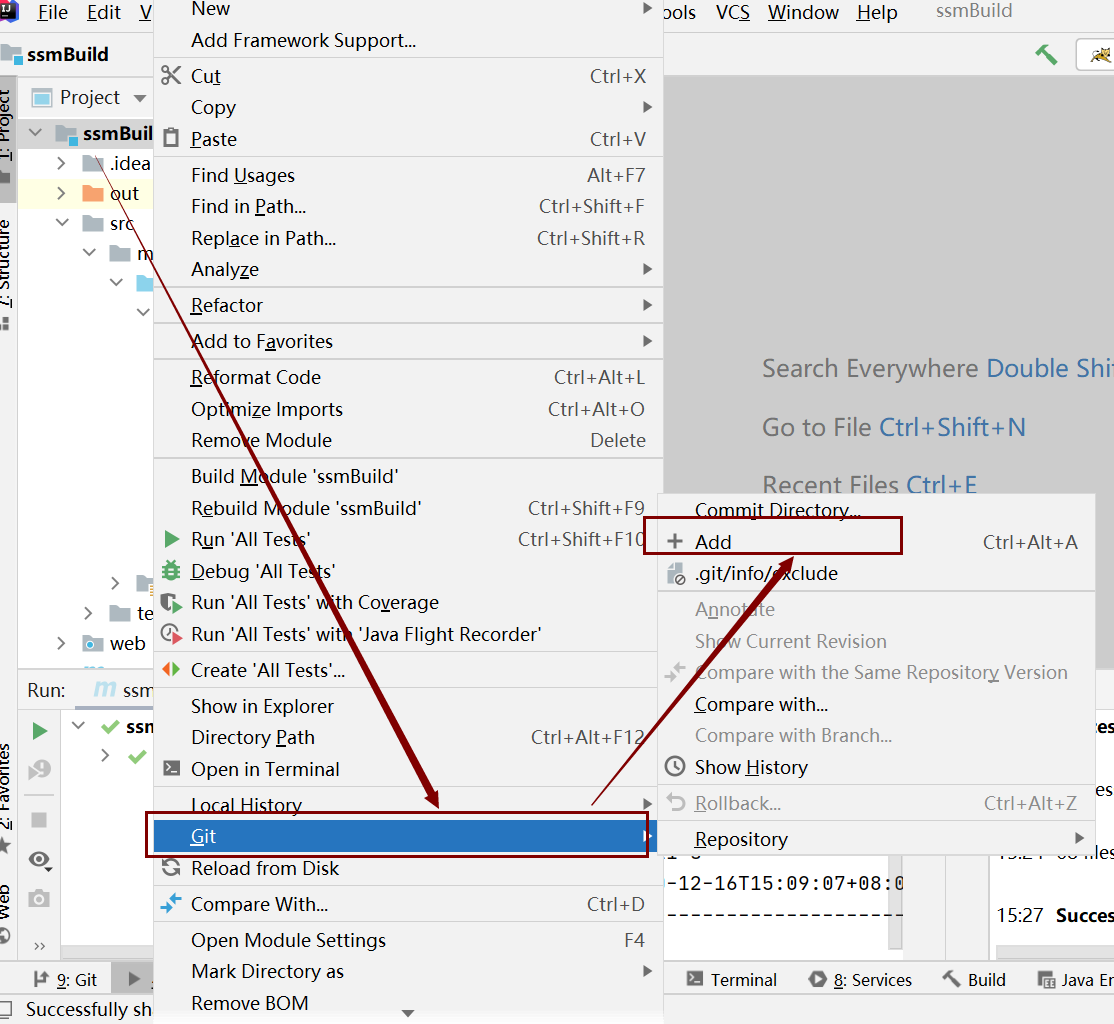 File Edit V
ools VCS Window Help ssmBuild
ssmBuild
Project
1: Project
7: Structure
2: Favorites
Web
ssmBuil
.idea
out
src
m
te
web
New
Add Framework Support...
Cut Ctrl+X
Copy
Paste Ctrl+V
Find Usages Alt+F7
Find in Path... Ctrl+Shift+F
Replace in Path... Ctrl+Shift+R
Analyze
Refactor
Add to Favorites
Reformat Code Ctrl+Alt+L
Optimize Imports Ctrl+Alt+O
Remove Module Delete
Build Module 'ssmBuild'
Rebuild Module 'ssmBuild' Ctrl+Shift+F9
Run 'All Tests' Ctrl+Shift+F10
Debug 'All Tests'
Run 'All Tests' with Coverage
Run 'All Tests' with 'Java Flight Recorder'
Create 'All Tests'...
Show in Explorer
Directory Path Ctrl+Alt+F12
Open in Terminal
Local History
Git
Reload from Disk
Compare With... Ctrl+D
Open Module Settings F4
Mark Directory as
Remove BOM
Search Everywhere Double Shif
Go to File Ctrl+Shift+N
Recent Files Ctrl+E
Commit Directory...
Add Ctrl+Alt+A
.git/info/exclude
Annotate
Show Current Revision
Compare with the Same Repository Version
Compare with...
Compare with Branch...
Show History
Rollback... Ctrl+Alt+Z
Repository
Run: m ssm
ssn
-12-16T15:09:07+08:0
--------------------
15:27 Succes
9: Git
Terminal 8: Services Build Java En
Successfully sh